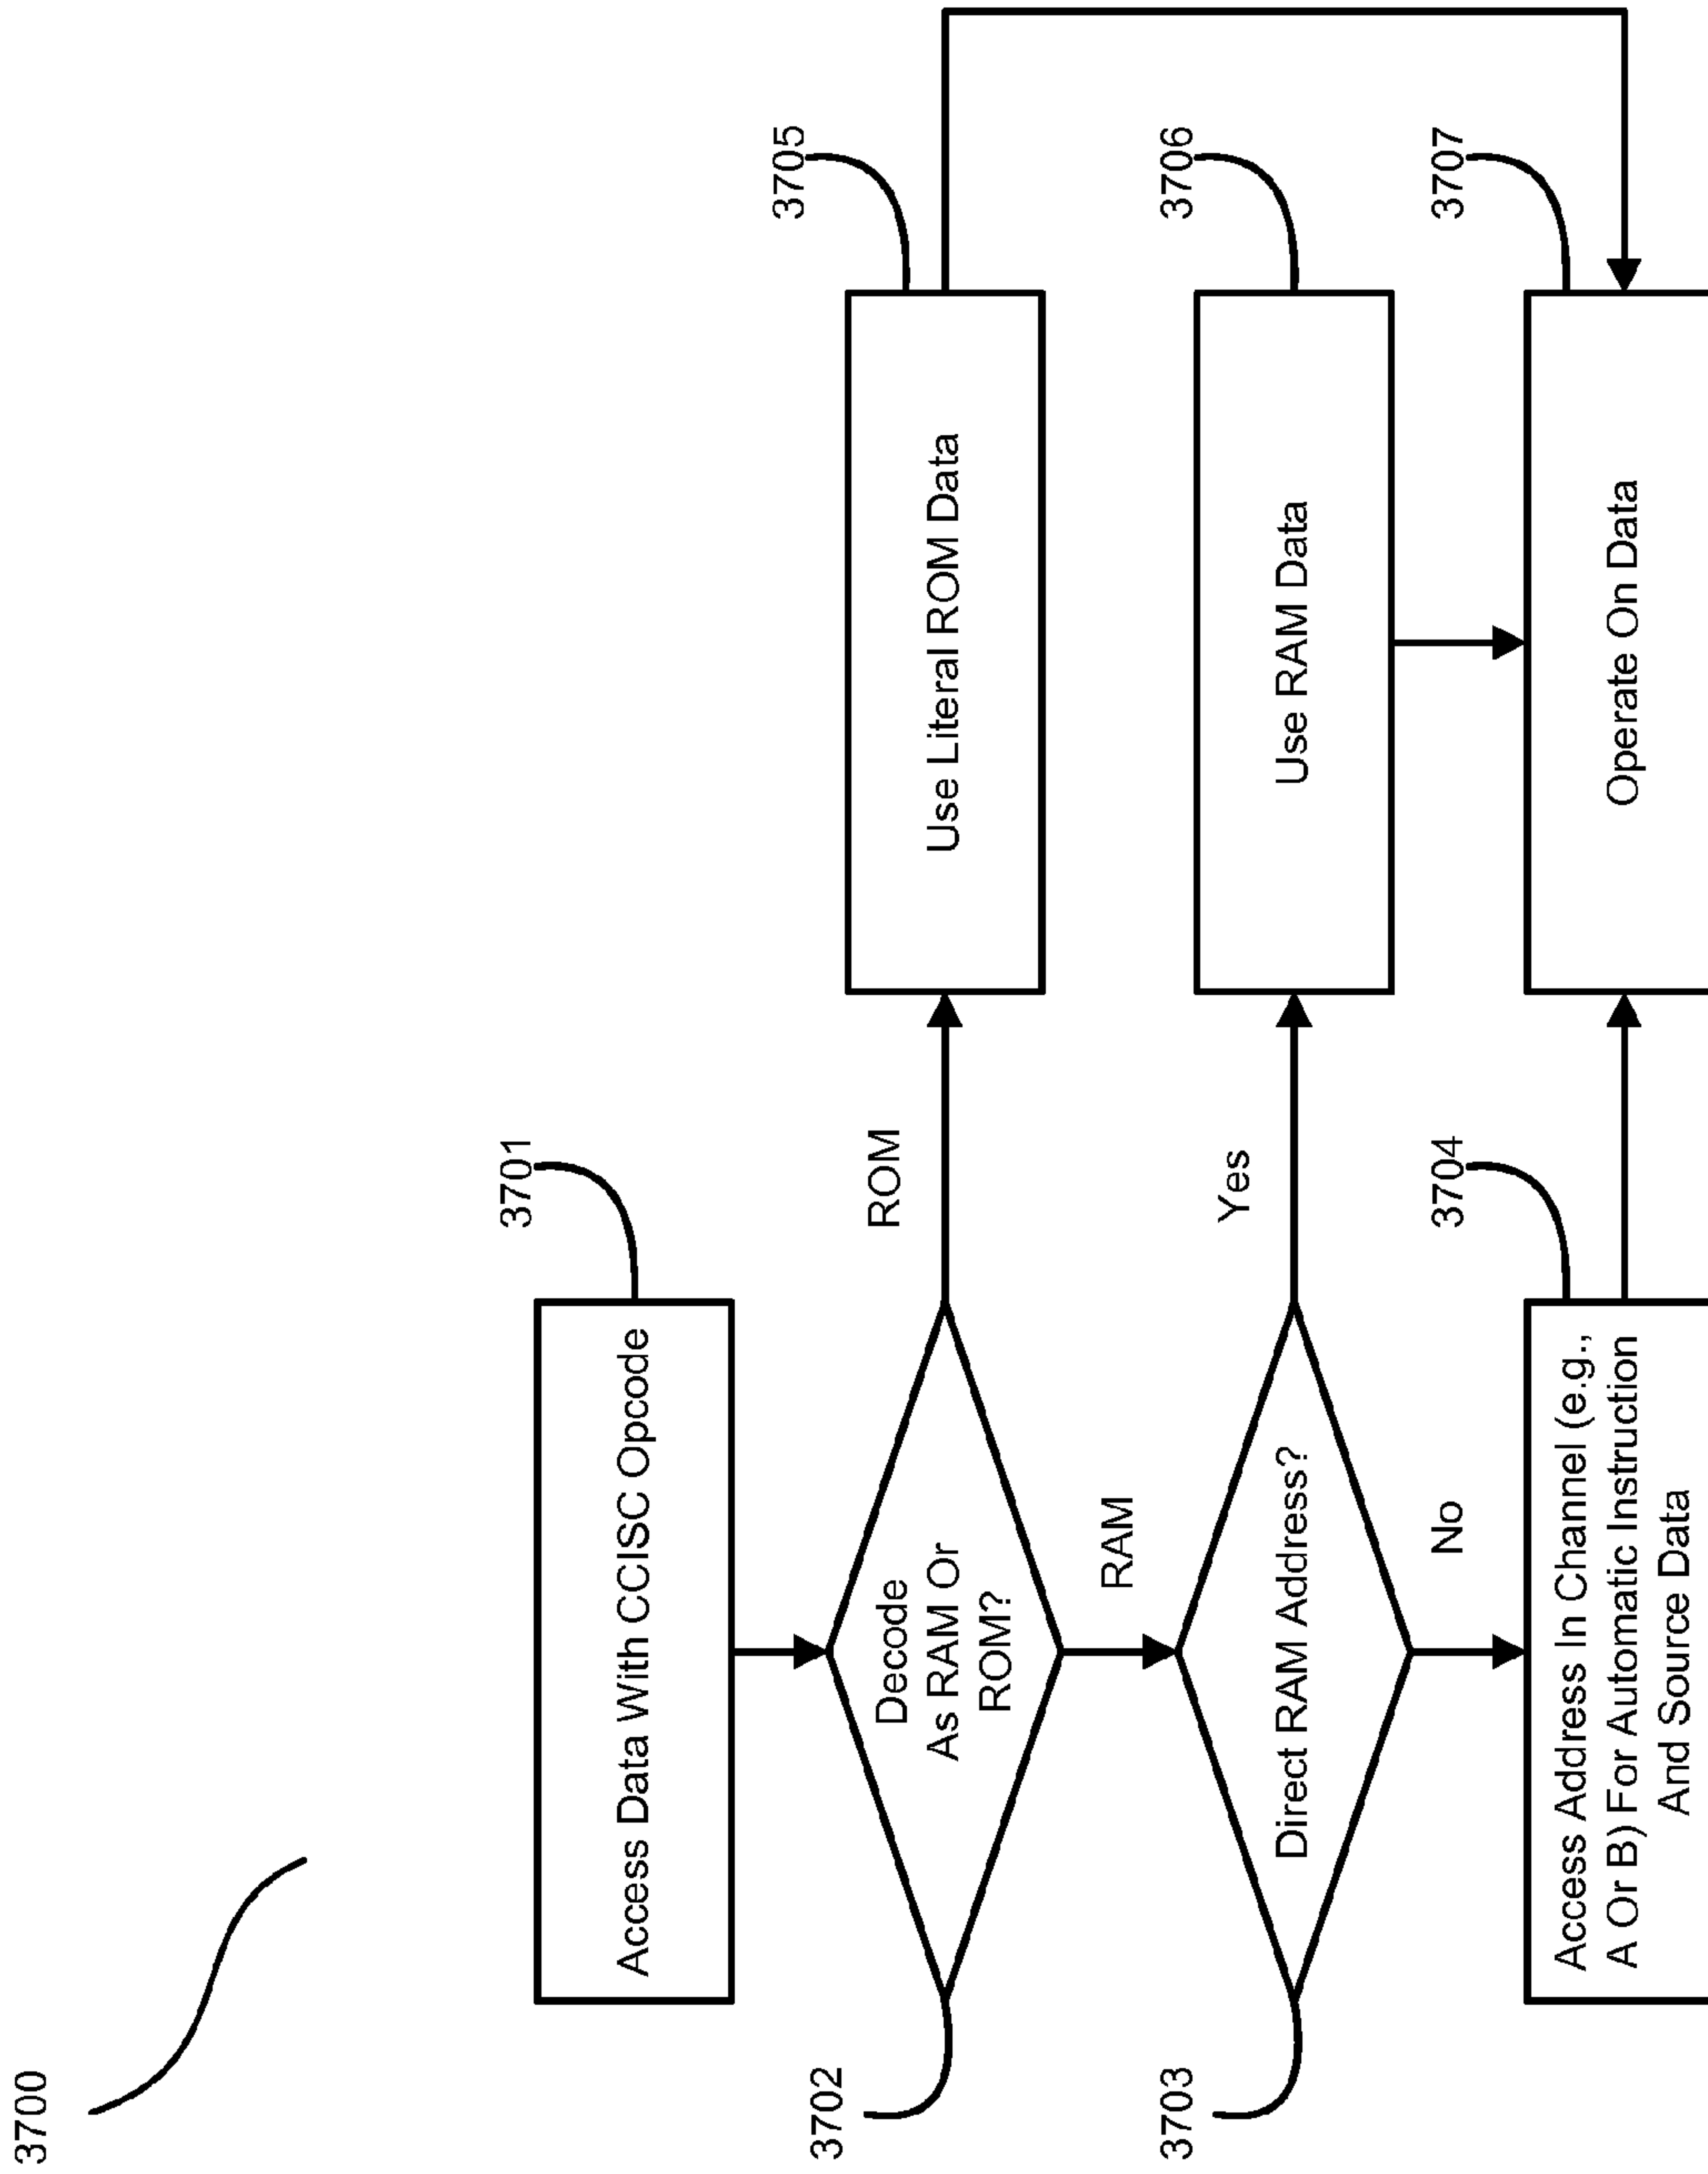 3700
3701
Access Data With CCISC Opcode
3702
Decode
As RAM Or
ROM?
ROM
3705
Use Literal ROM Data
RAM
3703
Direct RAM Address?
Yes
3706
Use RAM Data
No
3704
Access Address In Channel (e.g.,
A Or B) For Automatic Instruction
And Source Data
3707
Operate On Data